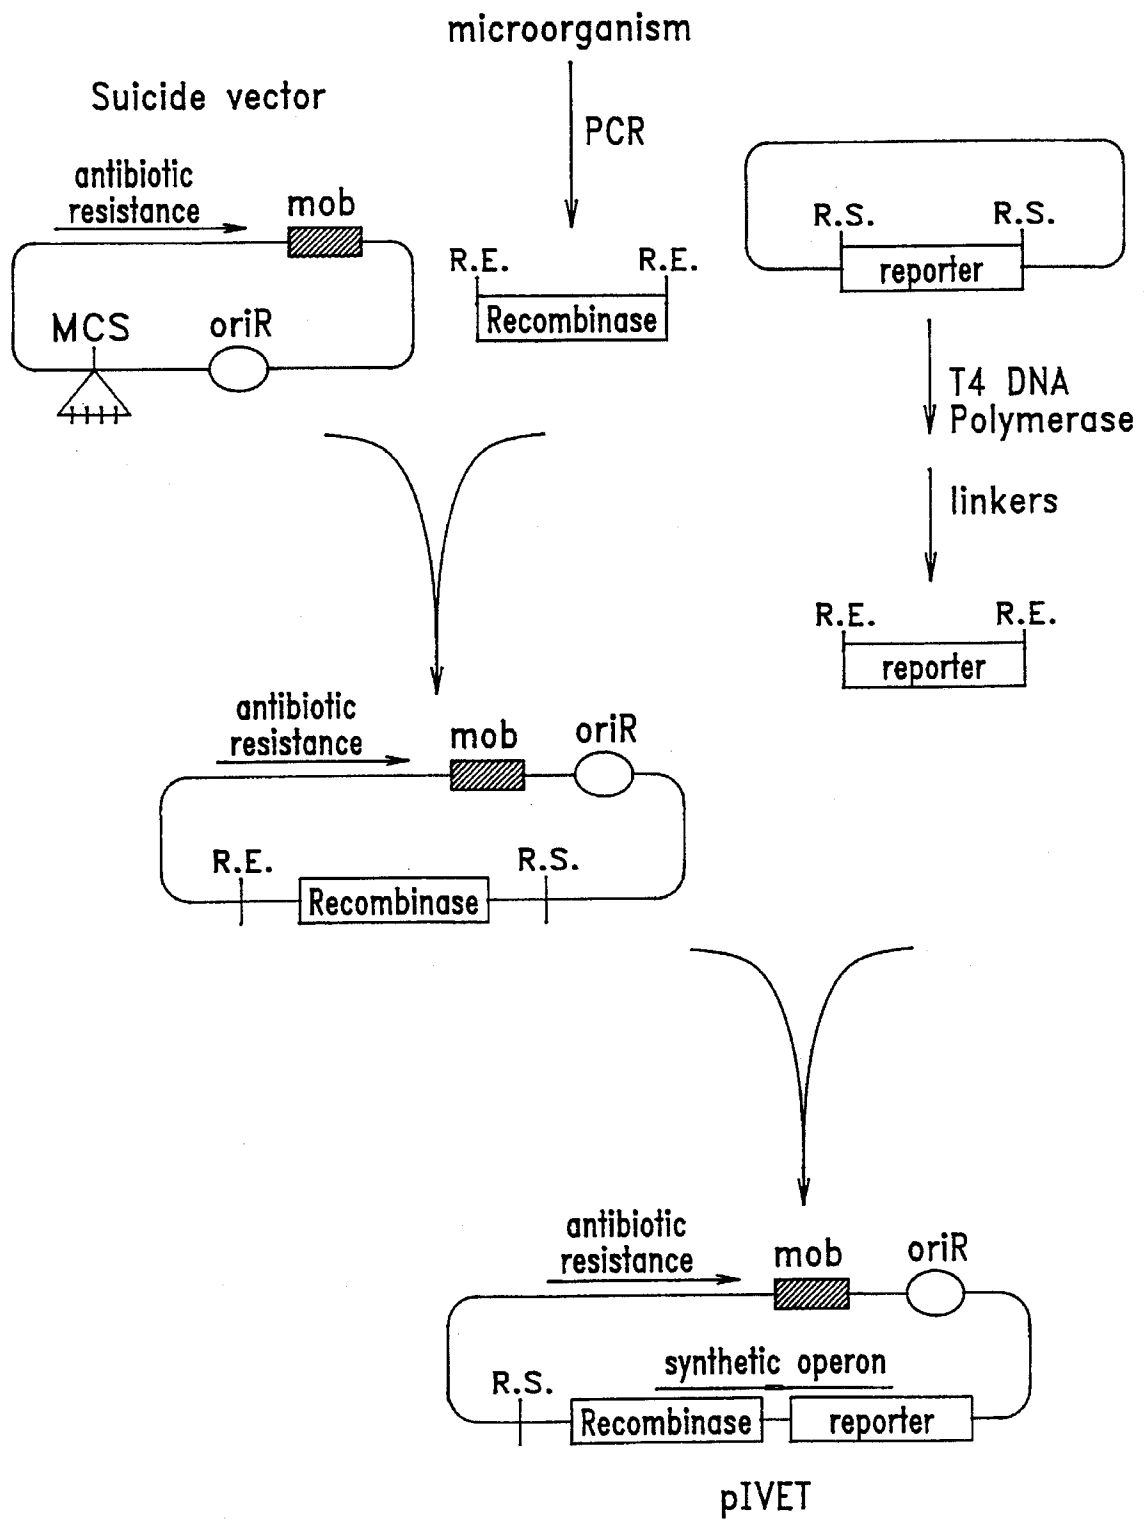 microorganism
Suicide vector
PCR
antibiotic
resistance
mob
MCS
oriR
R.E.
R.E.
Recombinase
R.S.
R.S.
reporter
T4 DNA
Polymerase
linkers
R.E.
R.E.
reporter
antibiotic
resistance
mob
oriR
R.E.
R.S.
Recombinase
antibiotic
resistance
mob
oriR
synthetic operon
R.S.
Recombinase
reporter
pIVET